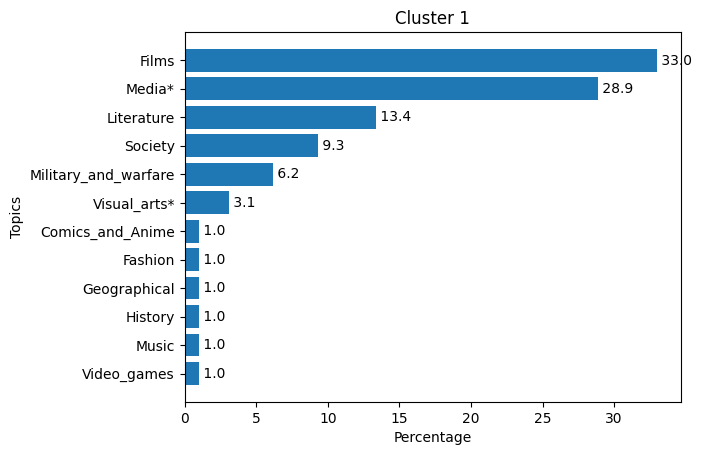 Cluster 1
Topics
Films 33.0
Media* 28.9
Literature 13.4
Society 9.3
Military_and_warfare 6.2
Visual_arts* 3.1
Comics_and_Anime 1.0
Fashion 1.0
Geographical 1.0
History 1.0
Music 1.0
Video_games 1.0
0 5 10 15 20 25 30
Percentage